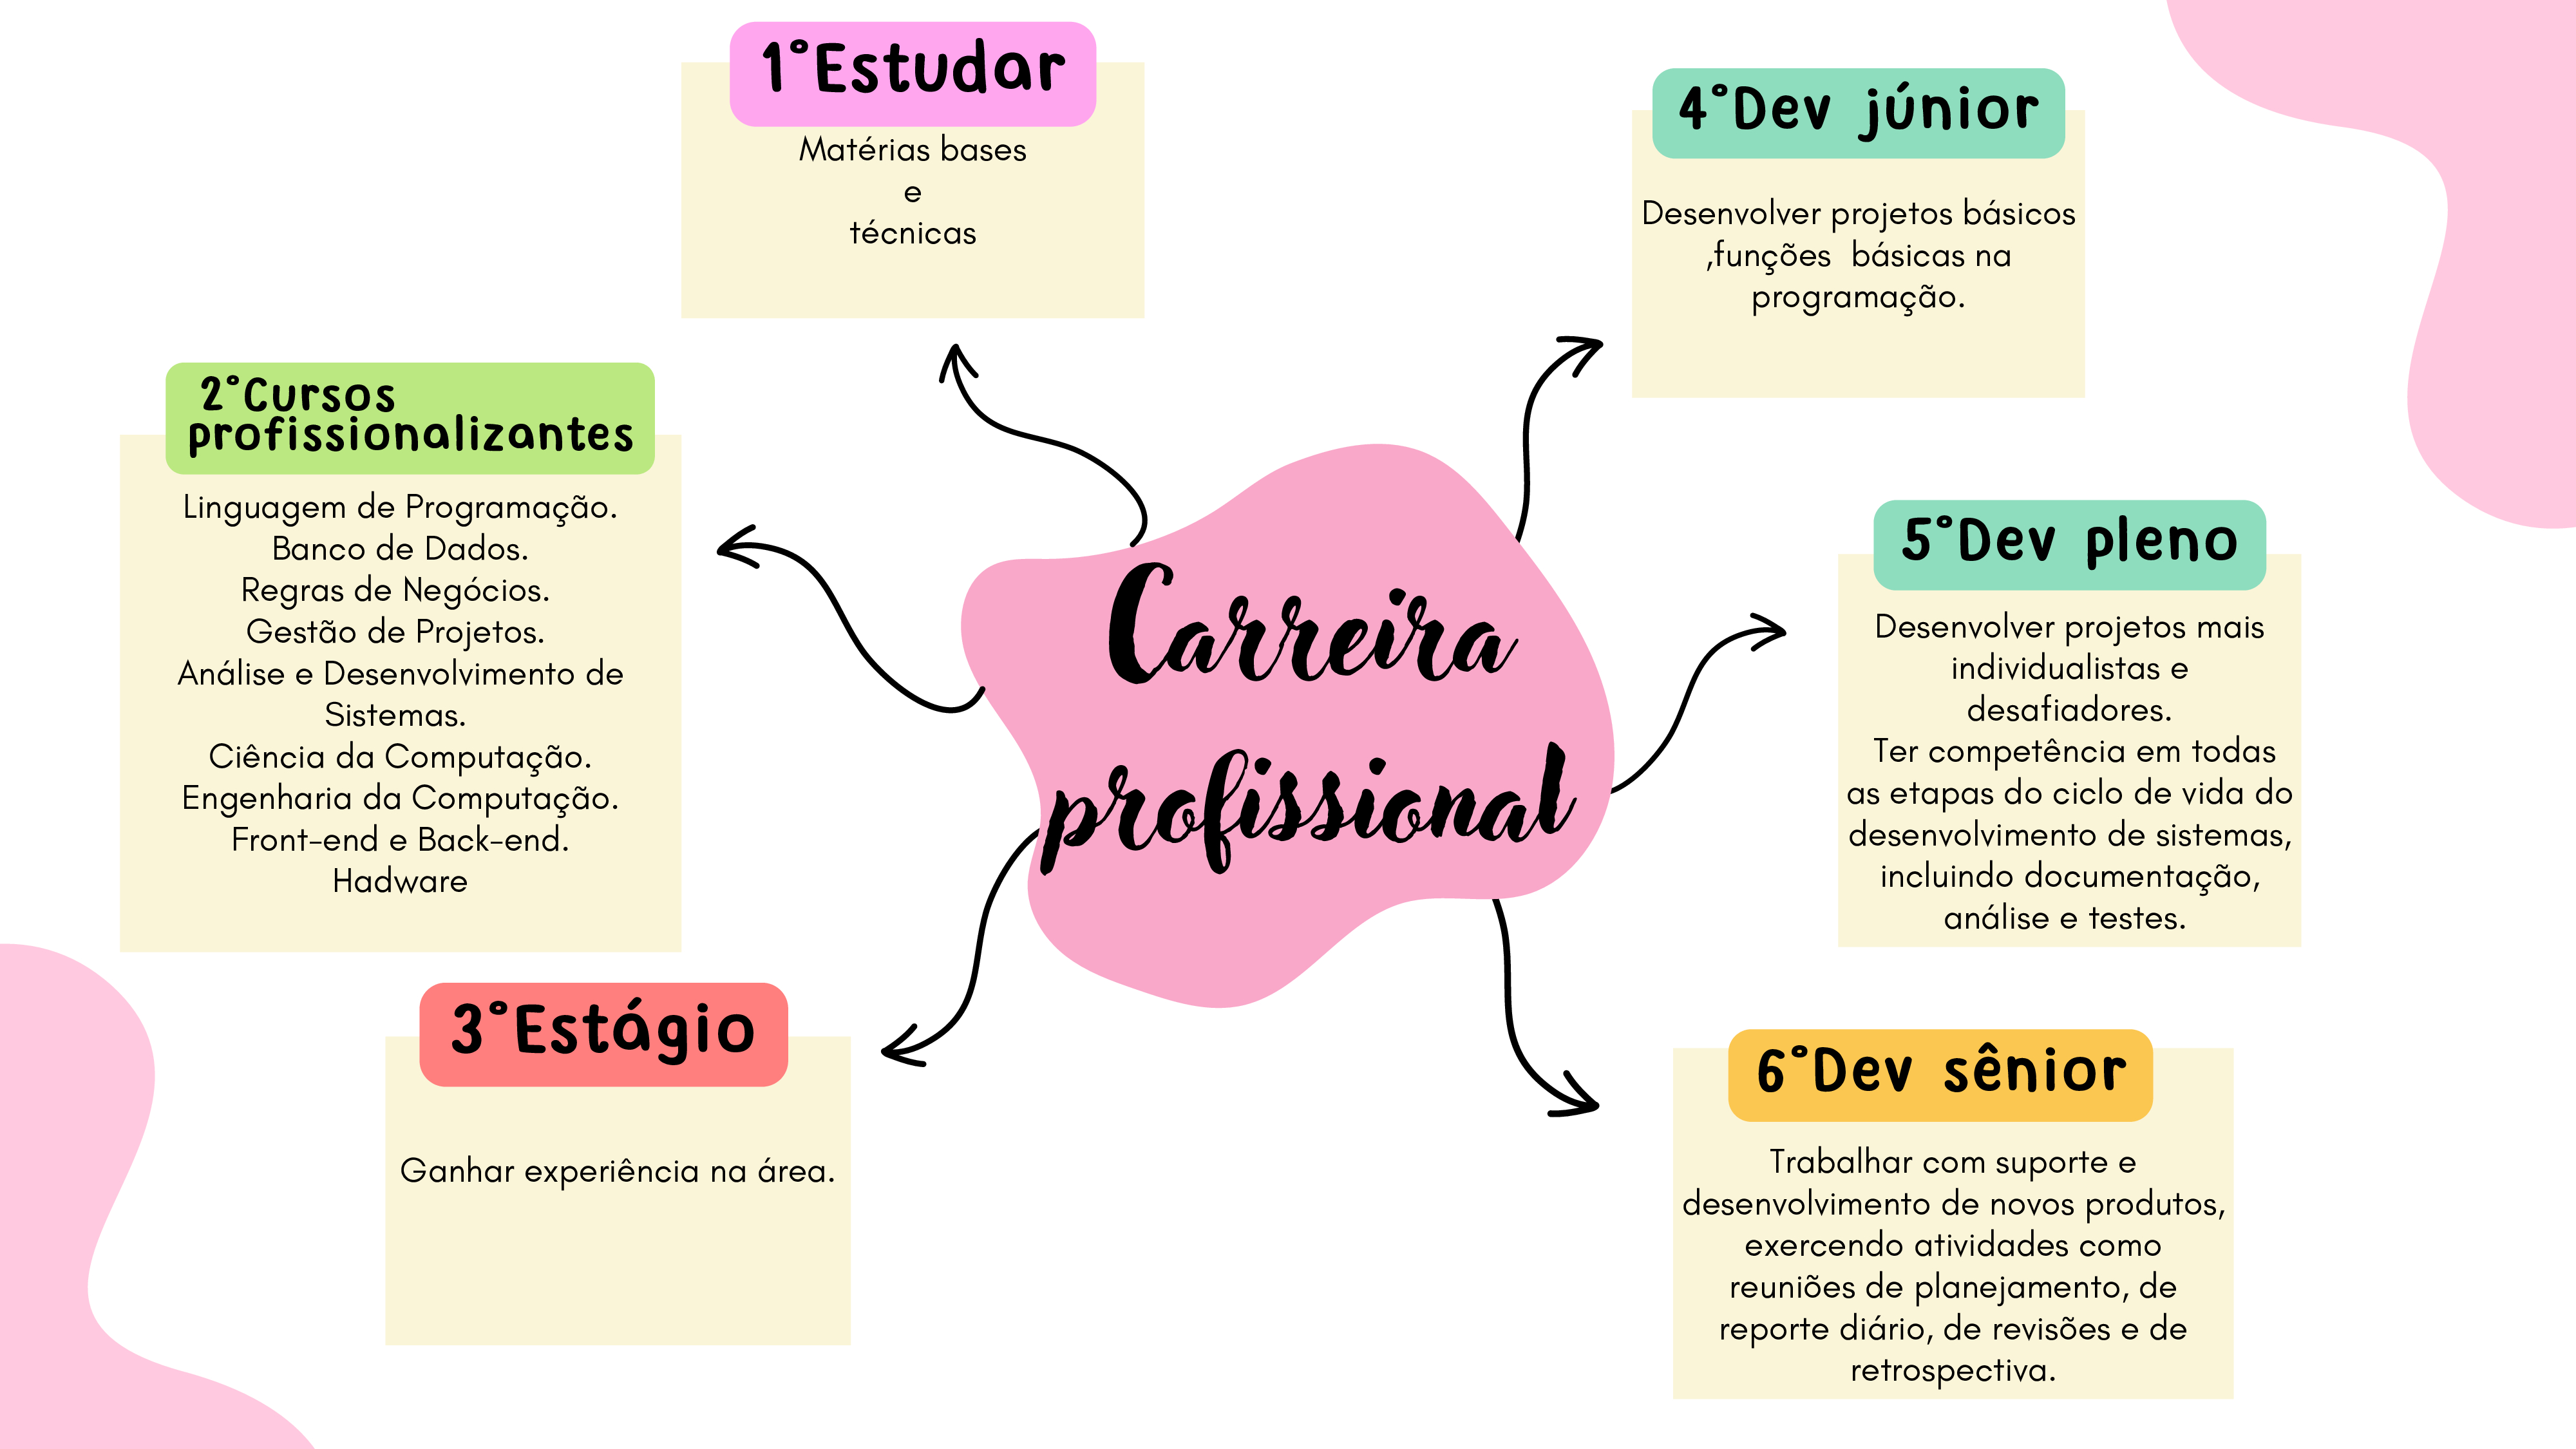 1°Estudar
Matérias bases
e
técnicas
2°Cursos
profissionalizantes
Linguagem de Programação.
Banco de Dados.
Regras de Negócios.
Gestão de Projetos.
Análise e Desenvolvimento de
Sistemas.
Ciência da Computação.
Engenharia da Computação.
Front-end e Back-end.
Hadware
3°Estágio
Ganhar experiência na área.
Carreira
profissional
4°Dev júnior
Desenvolver projetos básicos
,funções básicas na
programação.
5°Dev pleno
Desenvolver projetos mais
individualistas e
desafiadores.
Ter competência em todas
as etapas do ciclo de vida do
desenvolvimento de sistemas,
incluindo documentação,
análise e testes.
6°Dev sênior
Trabalhar com suporte e
desenvolvimento de novos produtos,
exercendo atividades como
reuniões de planejamento, de
reporte diário, de revisões e de
retrospectiva.